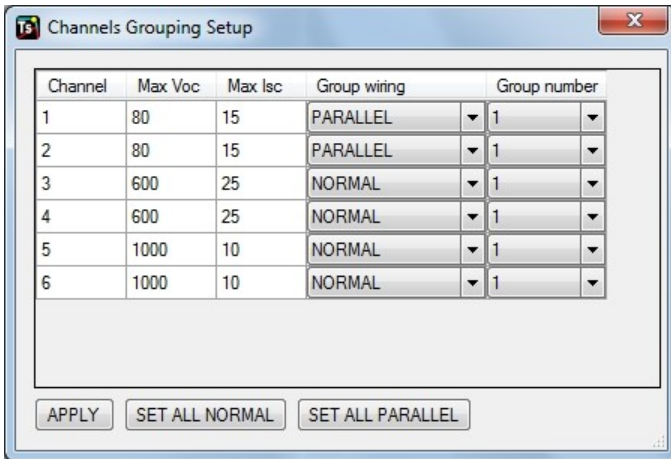 Ts Channels Grouping Setup
Channel Max Voc Max Isc Group wiring Group number
1 80 15 PARALLEL 1
2 80 15 PARALLEL 1
3 600 25 NORMAL 1
4 600 25 NORMAL 1
5 1000 10 NORMAL 1
6 1000 10 NORMAL 1
APPLY SET ALL NORMAL SET ALL PARALLEL